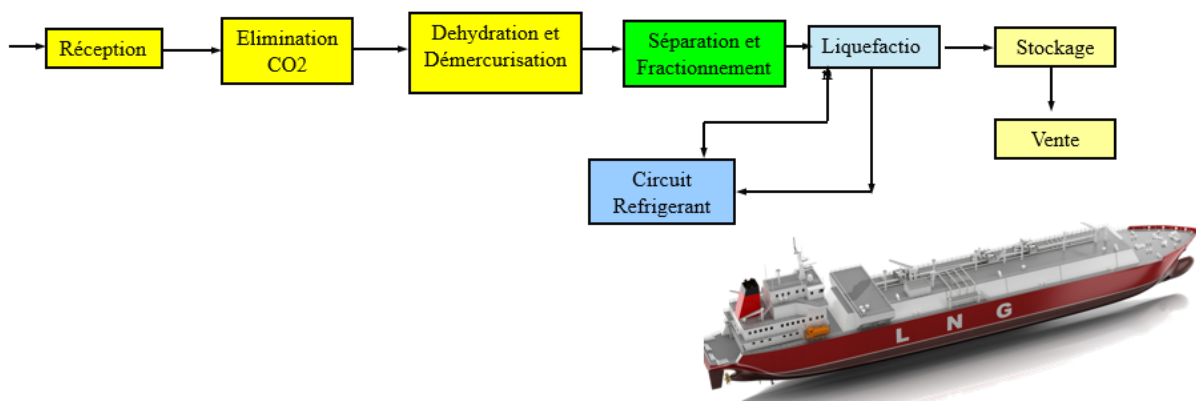 Réception
Elimination
CO2
Dehydration et
Démercurisation
Séparation et
Fractionnement
Liquefactio
n
Stockage
Vente
Circuit
Refrigerant
L N G